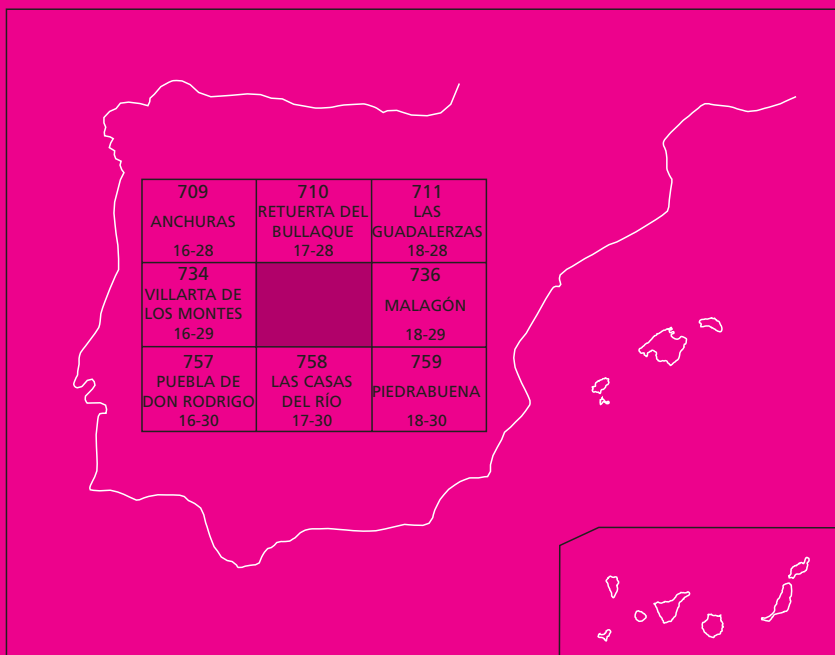 709
ANCHURAS
16-28
710
RETUERTA DEL
BULLAQUE
17-28
711
LAS
GUADALERZAS
18-28
734
VILLARTA DE
LOS MONTES
16-29
736
MALAGÓN
18-29
757
PUEBLA DE
DON RODRIGO
16-30
758
LAS CASAS
DEL RÍO
17-30
759
PIEDRABUENA
18-30